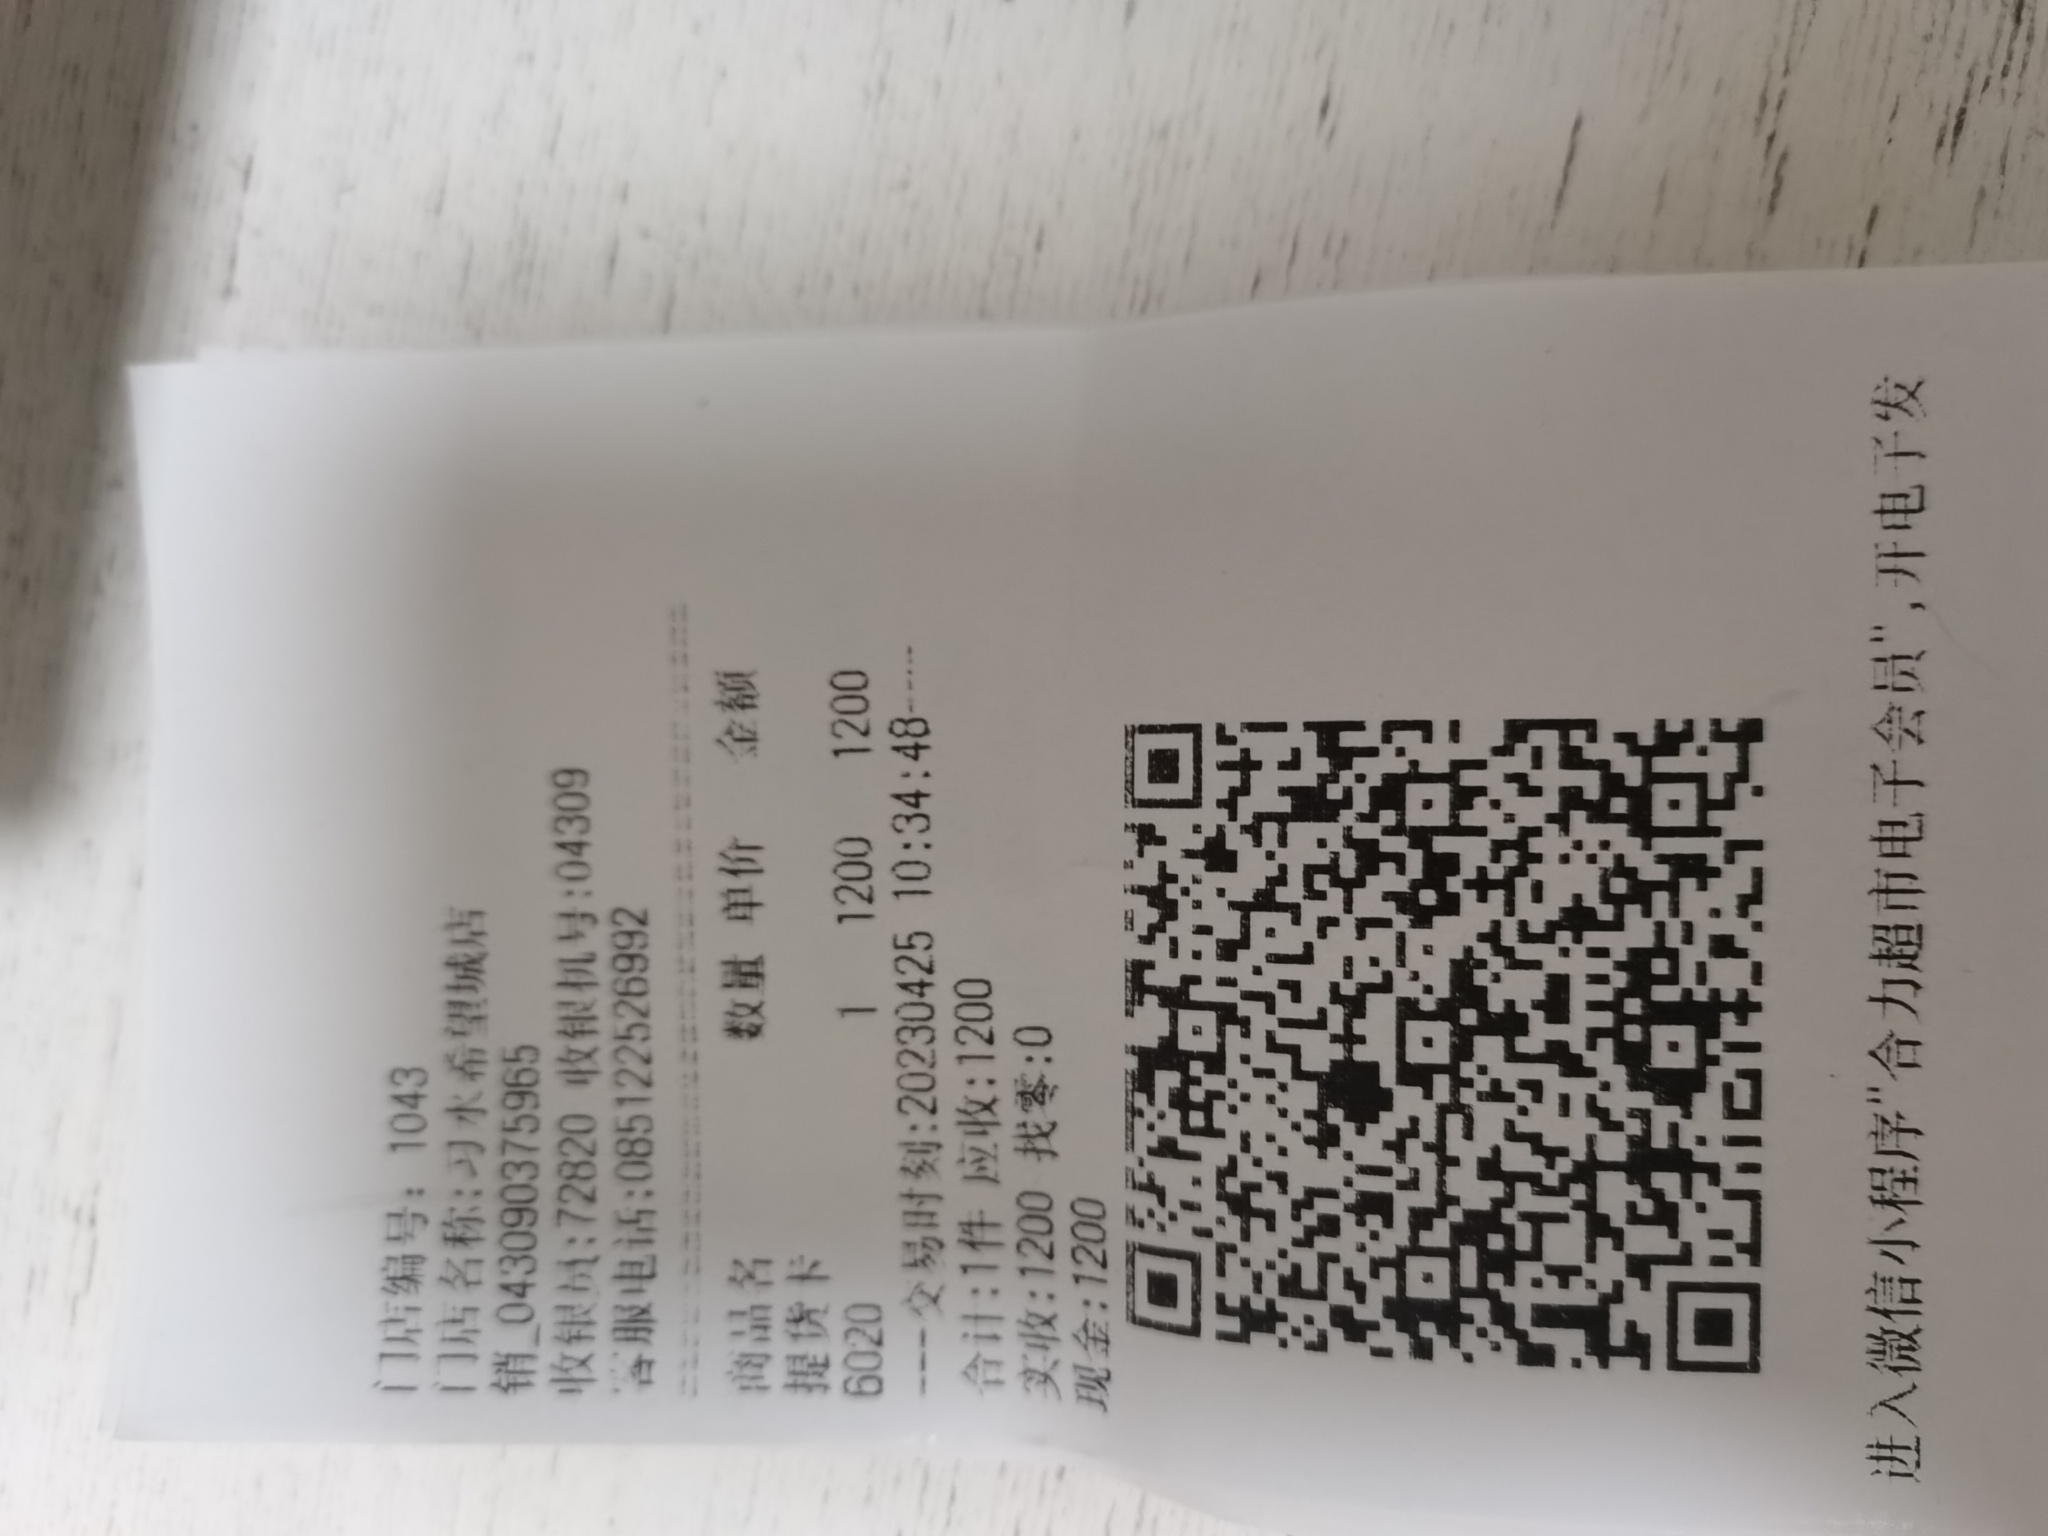 门店编号: 1043
门店名称:习水希望城店
销_04309037596​5
收银员:72820 收银机号:04309
客服电话:085122526992
商品名 数量 单价 金额
提货卡
6020 1 1200 1200
----交易时刻:20230425 10:34:48-----
合计:1件 应收:1200
实收:1200 找零:0
现金:1200
进入微信小程序"合力超市电子会员",开电子发